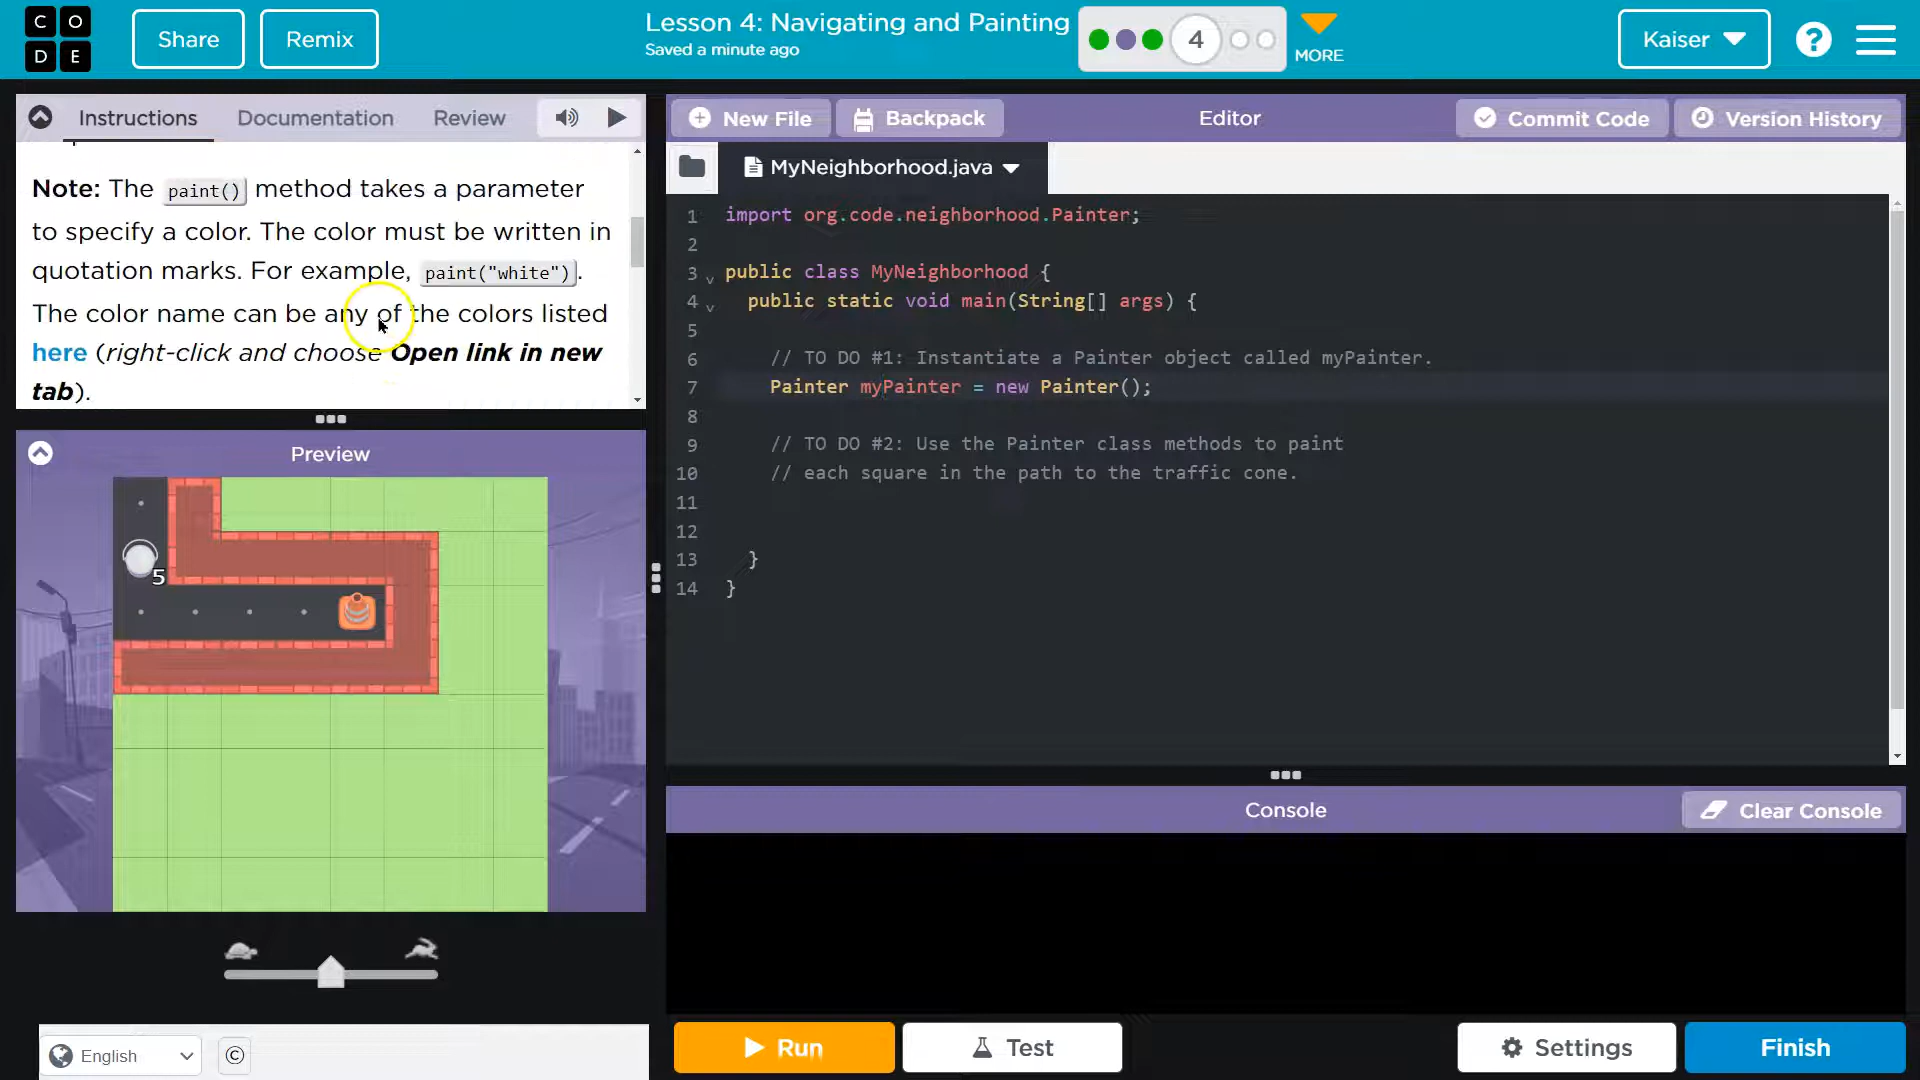 C O
D E
Share
Remix
Lesson 4: Navigating and Painting
Saved a minute ago
4
MORE
Kaiser
?
Instructions
Documentation
Review
New File
Backpack
Editor
Commit Code
Version History
MyNeighborhood.java
Note: The paint() method takes a parameter
to specify a color. The color must be written in
quotation marks. For example, paint("white").
The color name can be any of the colors listed
here (right-click and choose Open link in new
tab).
1 import org.code.neighborhood.Painter;
2
3 public class MyNeighborhood {
4 public static void main(String[] args) {
5
6 // TO DO #1: Instantiate a Painter object called myPainter.
7 Painter myPainter = new Painter();
8
9 // TO DO #2: Use the Painter class methods to paint
10 // each square in the path to the traffic cone.
11
12
13 }
14 }
Preview
5
Console
Clear Console
English
©
Run
Test
Settings
Finish